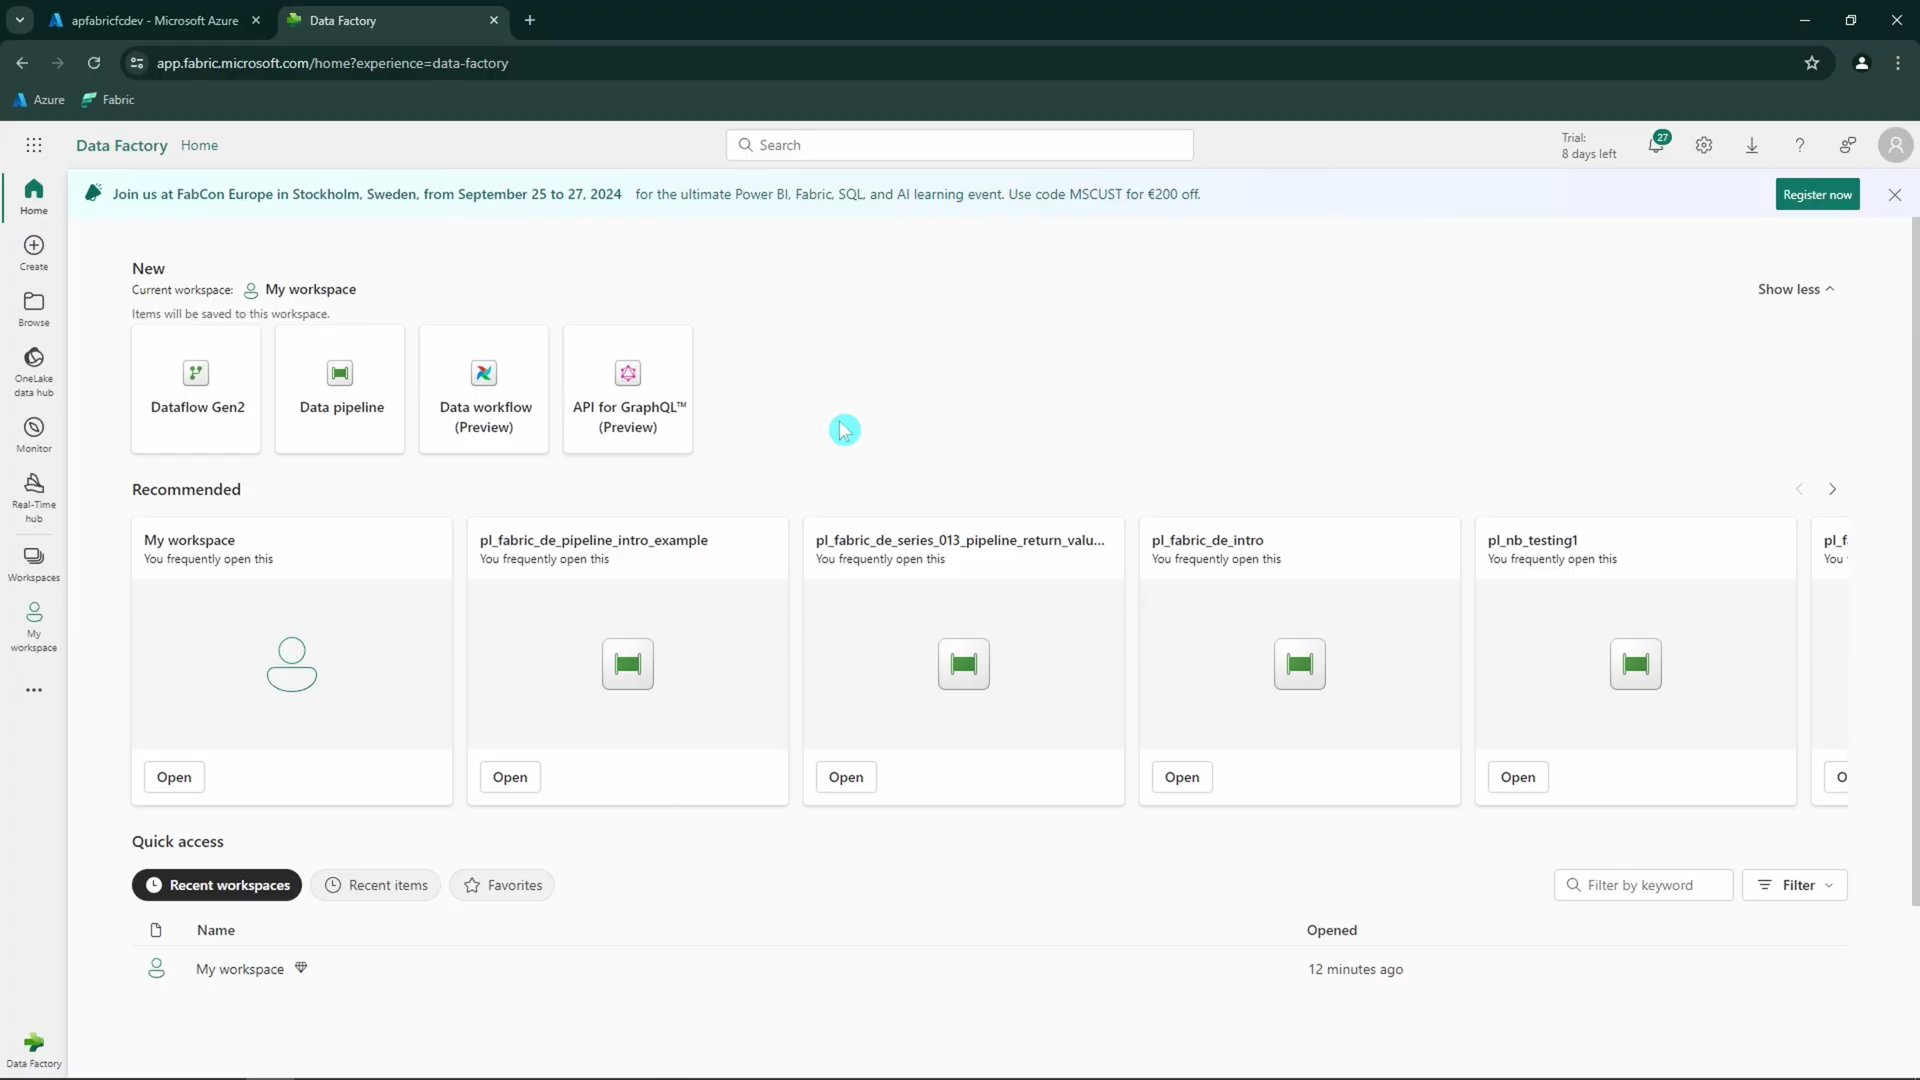 apfabricfcdev - Microsoft Azure
Data Factory
app.fabric.microsoft.com/home?experience=data-factory
Azure
Fabric
Data Factory Home
Search
Trial:
8 days left
27
Home
Create
Browse
OneLake
data hub
Monitor
Real-Time
hub
Workspaces
My
workspace
Data Factory
Join us at FabCon Europe in Stockholm, Sweden, from September 25 to 27, 2024 for the ultimate Power BI, Fabric, SQL, and AI learning event. Use code MSCUST for €200 off.
Register now
New
Current workspace: My workspace
Show less
Items will be saved to this workspace.
Dataflow Gen2
Data pipeline
Data workflow
(Preview)
API for GraphQL™
(Preview)
Recommended
My workspace
You frequently open this
Open
pl_fabric_de_pipeline_intro_example
You frequently open this
Open
pl_fabric_de_series_013_pipeline_return_valu...
You frequently open this
Open
pl_fabric_de_intro
You frequently open this
Open
pl_nb_testing1
You frequently open this
Open
pl_f
You
O
Quick access
Recent workspaces
Recent items
Favorites
Filter by keyword
Filter
Name
Opened
My workspace
12 minutes ago